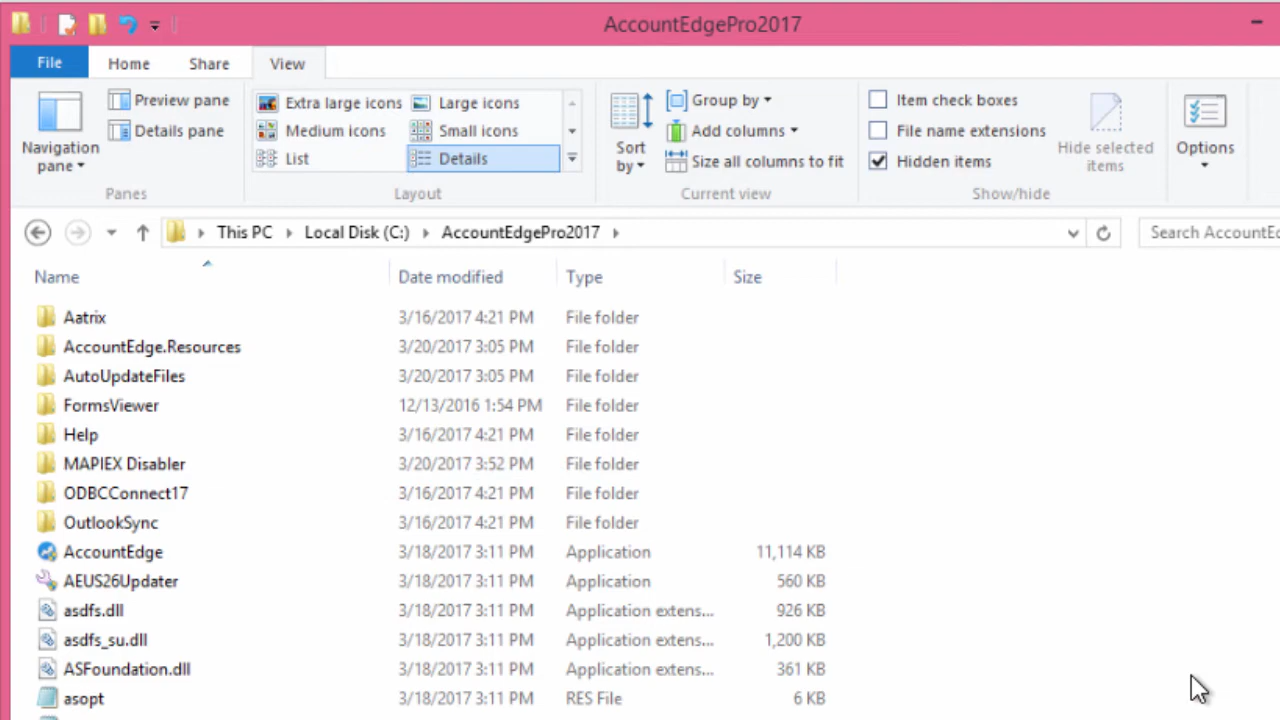 AccountEdgePro2017
File Home Share View
Navigation pane
Preview pane
Details pane
Panes
Extra large icons Large icons
Medium icons Small icons
List Details
Layout
Sort by
Group by
Add columns
Size all columns to fit
Current view
Item check boxes
File name extensions
Hidden items
Hide selected items
Show/hide
Options
This PC Local Disk (C:) AccountEdgePro2017
Search AccountEd
Name Date modified Type Size
Aatrix 3/16/2017 4:21 PM File folder
AccountEdge.Resources 3/20/2017 3:05 PM File folder
AutoUpdateFiles 3/20/2017 3:05 PM File folder
FormsViewer 12/13/2016 1:54 PM File folder
Help 3/16/2017 4:21 PM File folder
MAPIEX Disabler 3/20/2017 3:52 PM File folder
ODBCConnect17 3/16/2017 4:21 PM File folder
OutlookSync 3/16/2017 4:21 PM File folder
AccountEdge 3/18/2017 3:11 PM Application 11,114 KB
AEUS26Updater 3/18/2017 3:11 PM Application 560 KB
asdfs.dll 3/18/2017 3:11 PM Application extens... 926 KB
asdfs_su.dll 3/18/2017 3:11 PM Application extens... 1,200 KB
ASFoundation.dll 3/18/2017 3:11 PM Application extens... 361 KB
asopt 3/18/2017 3:11 PM RES File 6 KB